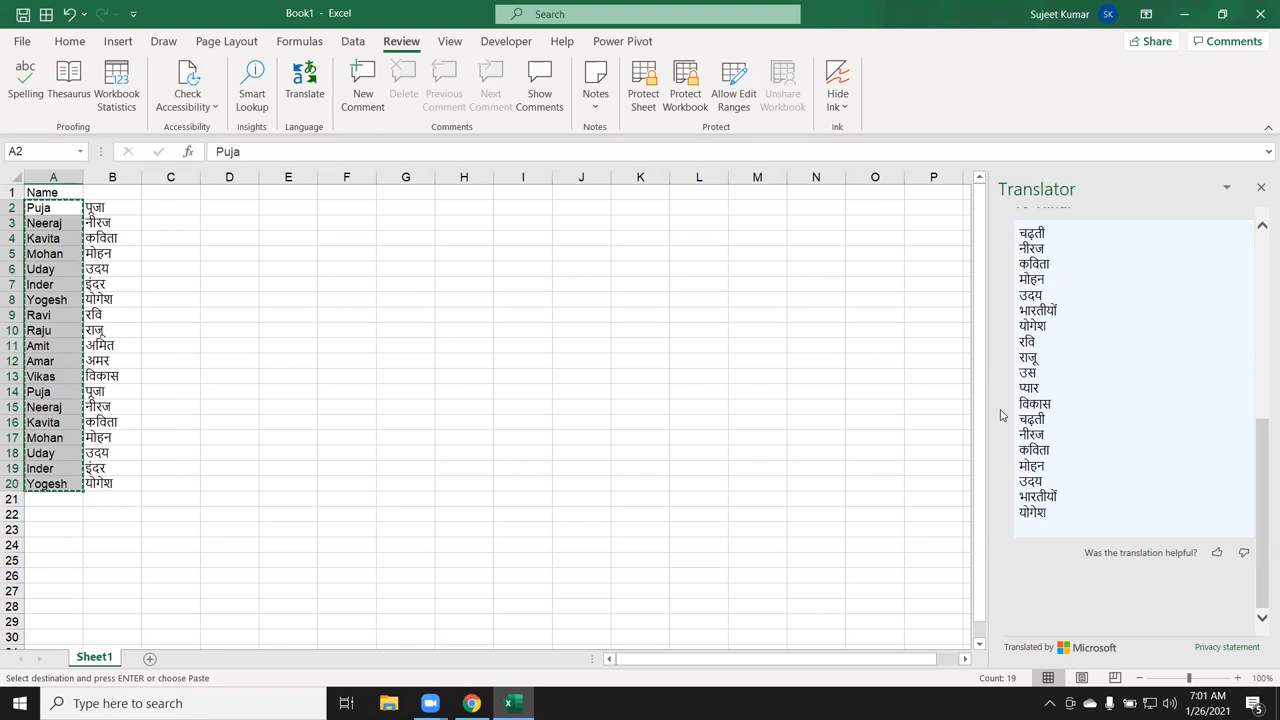 Book1 - Excel
Search
Sujeet Kumar
SK
File Home Insert Draw Page Layout Formulas Data Review View Developer Help Power Pivot
Share
Comments
Spelling
Thesaurus
Workbook Statistics
Check Accessibility
Smart Lookup
Translate
New Comment
Delete
Previous Comment
Next Comment
Show Comments
Notes
Protect Sheet
Protect Workbook
Allow Edit Ranges
Unshare Workbook
Hide Ink
Proofing Accessibility Insights Language Comments Notes Protect Ink
A2
fx
Puja
A B C D E F G H I J K L M N O P
1 Name
2 Puja पूजा
3 Neeraj नीरज
4 Kavita कविता
5 Mohan मोहन
6 Uday उदय
7 Inder इंदर
8 Yogesh योगेश
9 Ravi रवि
10 Raju राजू
11 Amit अमित
12 Amar अमर
13 Vikas विकास
14 Puja पूजा
15 Neeraj नीरज
16 Kavita कविता
17 Mohan मोहन
18 Uday उदय
19 Inder इंदर
20 Yogesh योगेश
21
22
23
24
25
26
27
28
29
30
Translator
चढ़ती
नीरज
कविता
मोहन
उदय
भारतीयों
योगेश
रवि
राजू
उस
प्यार
विकास
चढ़ती
नीरज
कविता
मोहन
उदय
भारतीयों
योगेश
Was the translation helpful?
Translated by Microsoft
Privacy statement
Sheet1
Select destination and press ENTER or choose Paste
Count: 19
100%
Type here to search
7:01 AM
1/26/2021
5